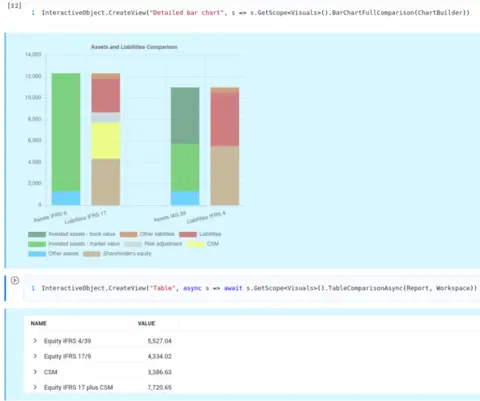 [32]
1 InteractiveObject.CreateView("Detailed bar chart", s => s.GetScope<Visuals>().BarChartFullComparison(ChartBuilder))
Assets and Liabilities Comparison
14,000
12,000
10,000
8,000
6,000
4,000
2,000
0
Assets IFRS 9
Liabilities IFRS 17
Assets IAS 39
Liabilities IFRS 4
Invested assets - book value
Other liabilities
Liabilities
Invested assets - market value
Risk adjustment
CSM
Other assets
Shareholder's equity
1 InteractiveObject.CreateView("Table", async s => await s.GetScope<Visuals>().TableComparisonAsync(Report, Workspace))
NAME VALUE
Equity IFRS 4/39 5,527.04
Equity IFRS 17/9 4,334.02
CSM 3,386.63
Equity IFRS 17 plus CSM 7,720.65